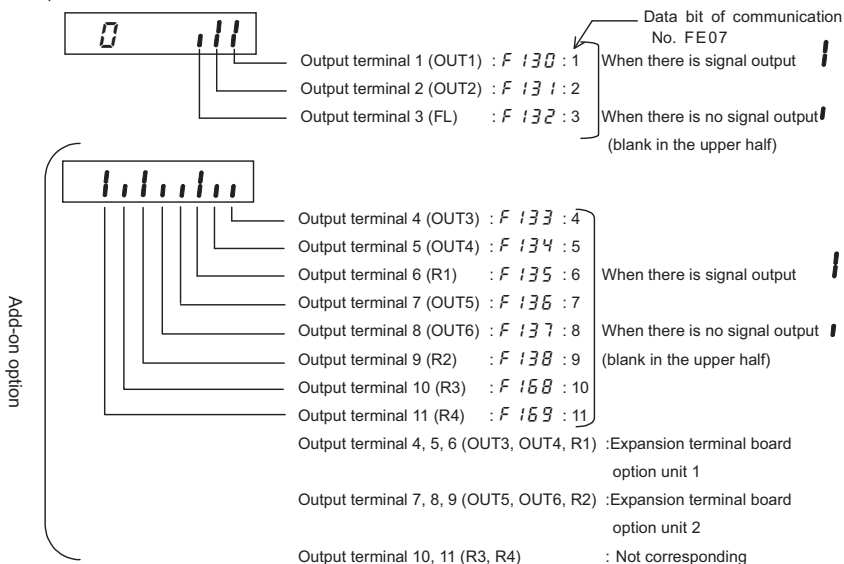 Data bit of communication
No. FE07
0 .11
Output terminal 1 (OUT1) : F 130 : 1 When there is signal output
Output terminal 2 (OUT2) : F 131 : 2
Output terminal 3 (FL) : F 132 : 3 When there is no signal output
(blank in the upper half)
Add-on option
Output terminal 4 (OUT3) : F 133 : 4
Output terminal 5 (OUT4) : F 134 : 5
Output terminal 6 (R1) : F 135 : 6 When there is signal output
Output terminal 7 (OUT5) : F 136 : 7
Output terminal 8 (OUT6) : F 137 : 8 When there is no signal output
Output terminal 9 (R2) : F 138 : 9 (blank in the upper half)
Output terminal 10 (R3) : F 168 : 10
Output terminal 11 (R4) : F 169 : 11
Output terminal 4, 5, 6 (OUT3, OUT4, R1) :Expansion terminal board
option unit 1
Output terminal 7, 8, 9 (OUT5, OUT6, R2) :Expansion terminal board
option unit 2
Output terminal 10, 11 (R3, R4) : Not corresponding